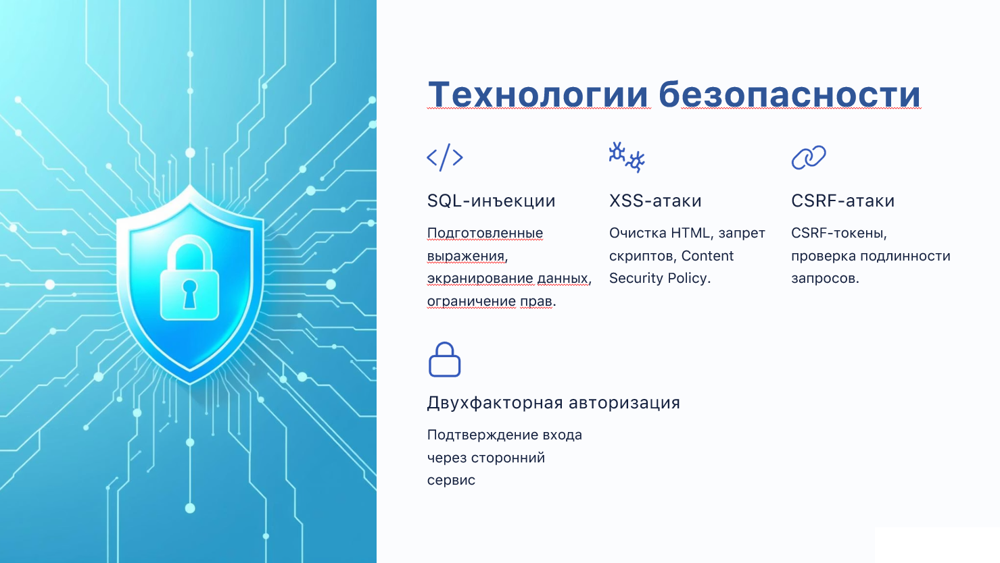 Технологии безопасности
SQL-инъекции
Подготовленные
выражения,
экранирование данных,
ограничение прав.
XSS-атаки
Очистка HTML, запрет
скриптов, Content
Security Policy.
CSRF-атаки
CSRF-токены,
проверка подлинности
запросов.
Двухфакторная авторизация
Подтверждение входа
через сторонний
сервис